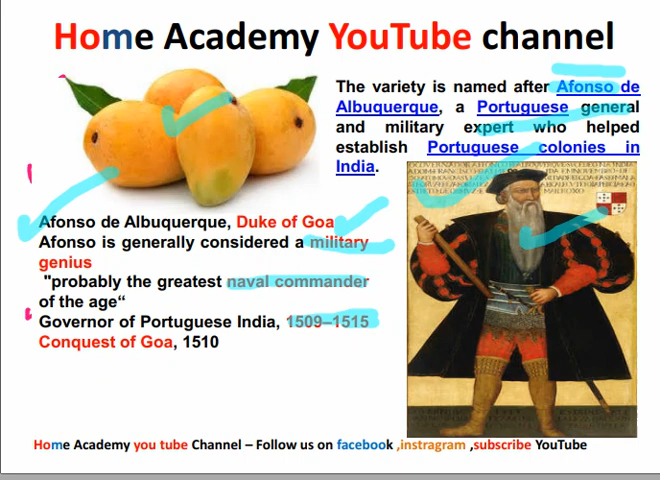 Home Academy YouTube channel
The variety is named after Afonso de
Albuquerque, a Portuguese general
and military expert who helped
establish Portuguese colonies in
India.
Afonso de Albuquerque, Duke of Goa
Afonso is generally considered a military
genius
"probably the greatest naval commander
of the age“
Governor of Portuguese India, 1509–1515
Conquest of Goa, 1510
Home Academy you tube Channel – Follow us on facebook ,instragram ,subscribe YouTube